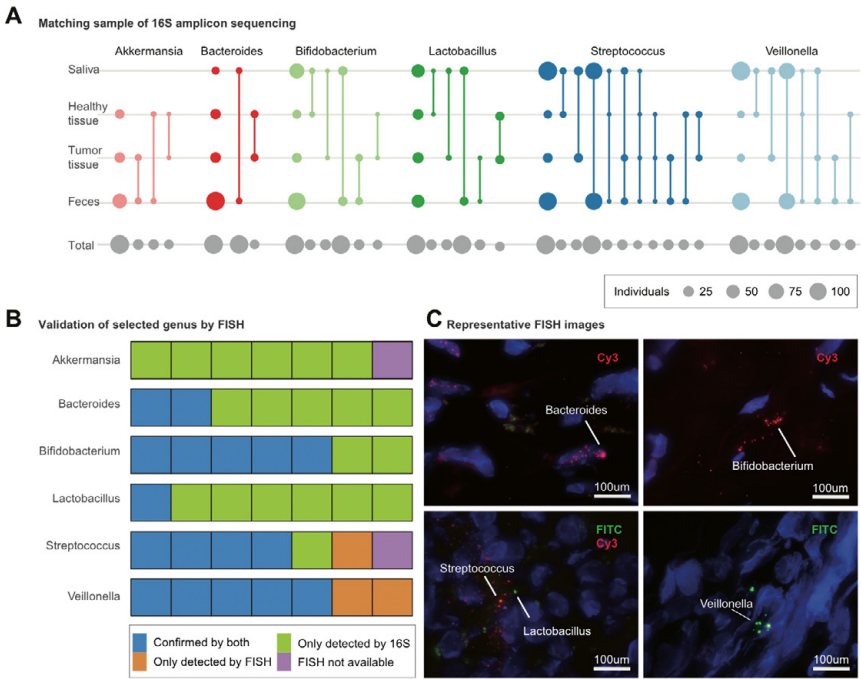 A Matching sample of 16S amplicon sequencing
Akkermansia Bacteroides Bifidobacterium Lactobacillus Streptococcus Veillonella
Saliva
Healthy
tissue
Tumor
tissue
Feces
Total
Individuals 25 50 75 100
B Validation of selected genus by FISH
Akkermansia
Bacteroides
Bifidobacterium
Lactobacillus
Streptococcus
Veillonella
Confirmed by both Only detected by 16S
Only detected by FISH FISH not available
C Representative FISH images
Cy3
Bacteroides
100um
Cy3
Bifidobacterium
100um
FITC
Cy3
Streptococcus
Lactobacillus
100um
FITC
Veillonella
100um